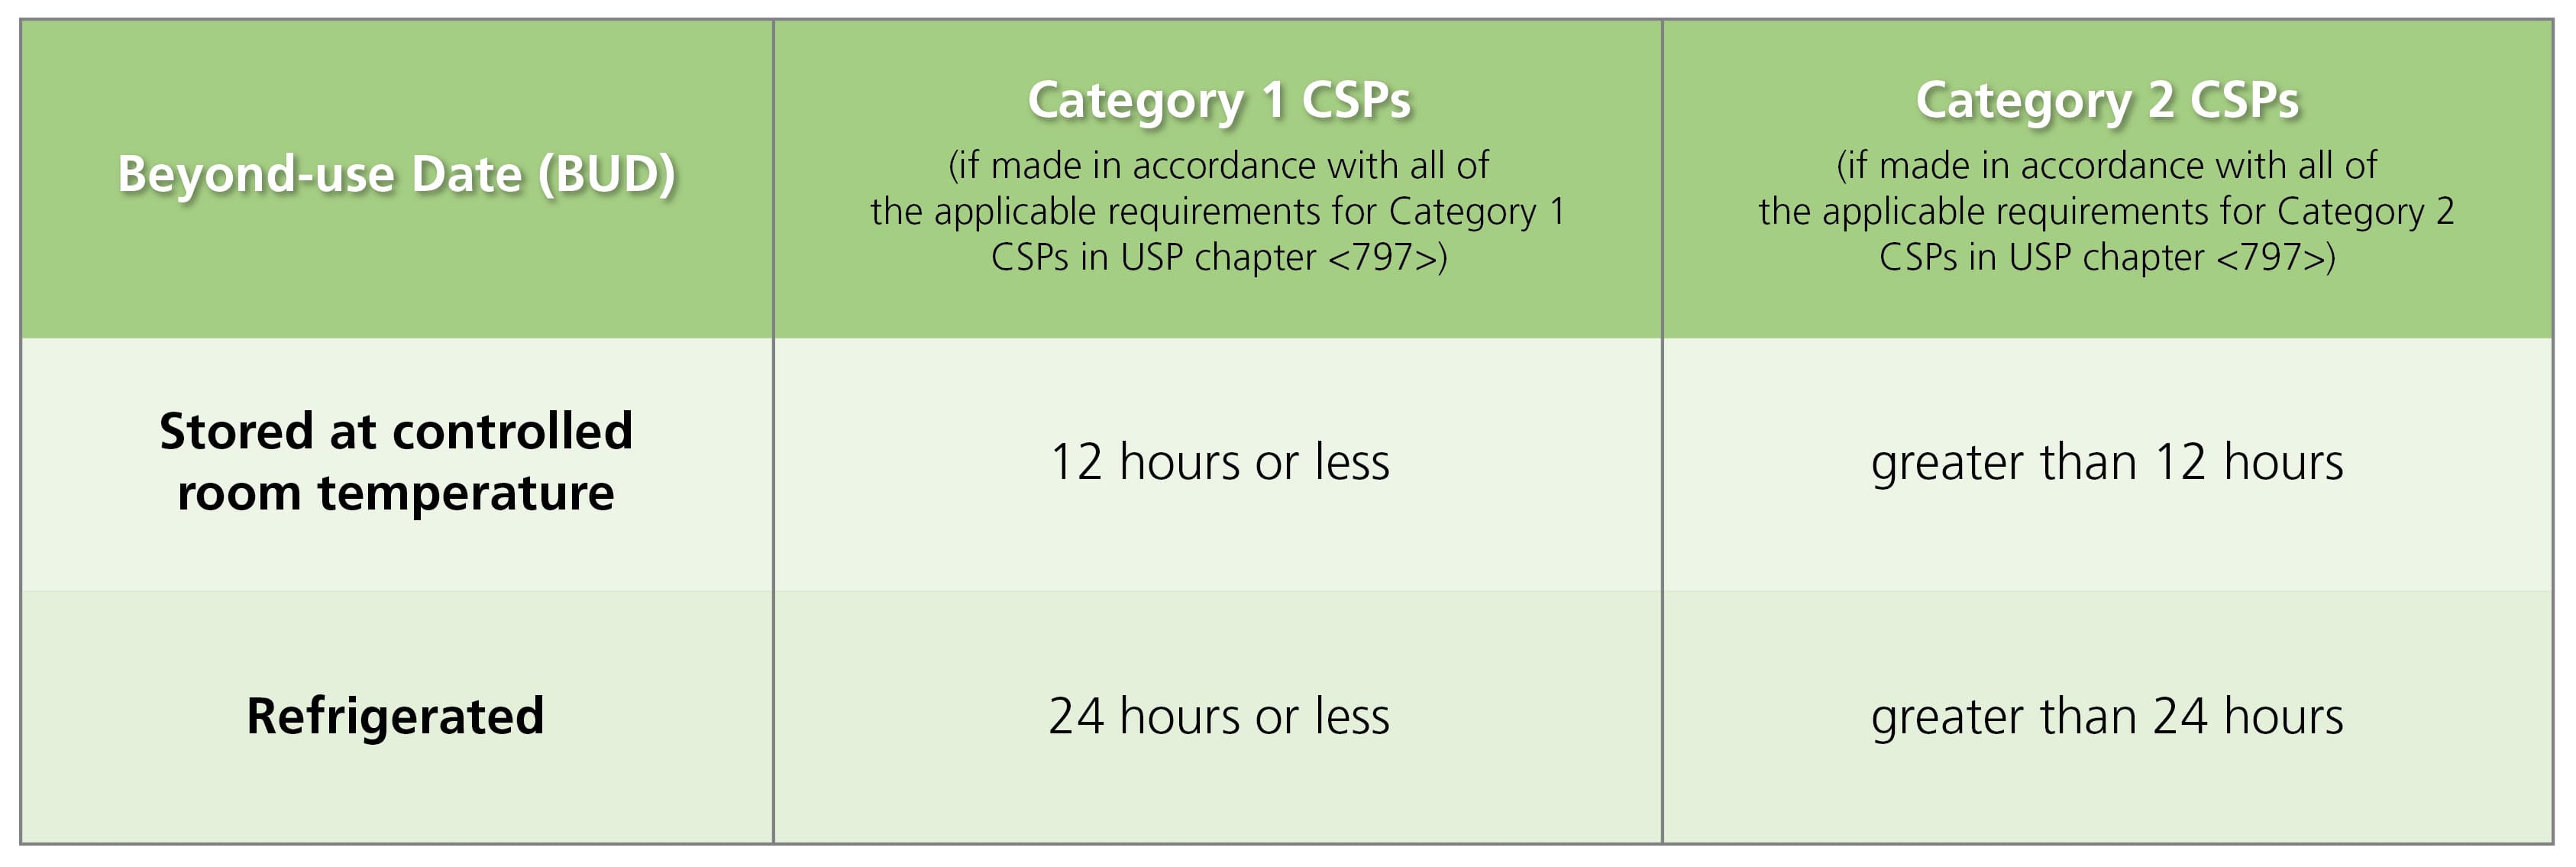 Beyond-use Date (BUD)
Category 1 CSPs
(if made in accordance with all of
the applicable requirements for Category 1
CSPs in USP chapter <797>)
Category 2 CSPs
(if made in accordance with all of
the applicable requirements for Category 2
CSPs in USP chapter <797>)
Stored at controlled
room temperature
12 hours or less
greater than 12 hours
Refrigerated
24 hours or less
greater than 24 hours